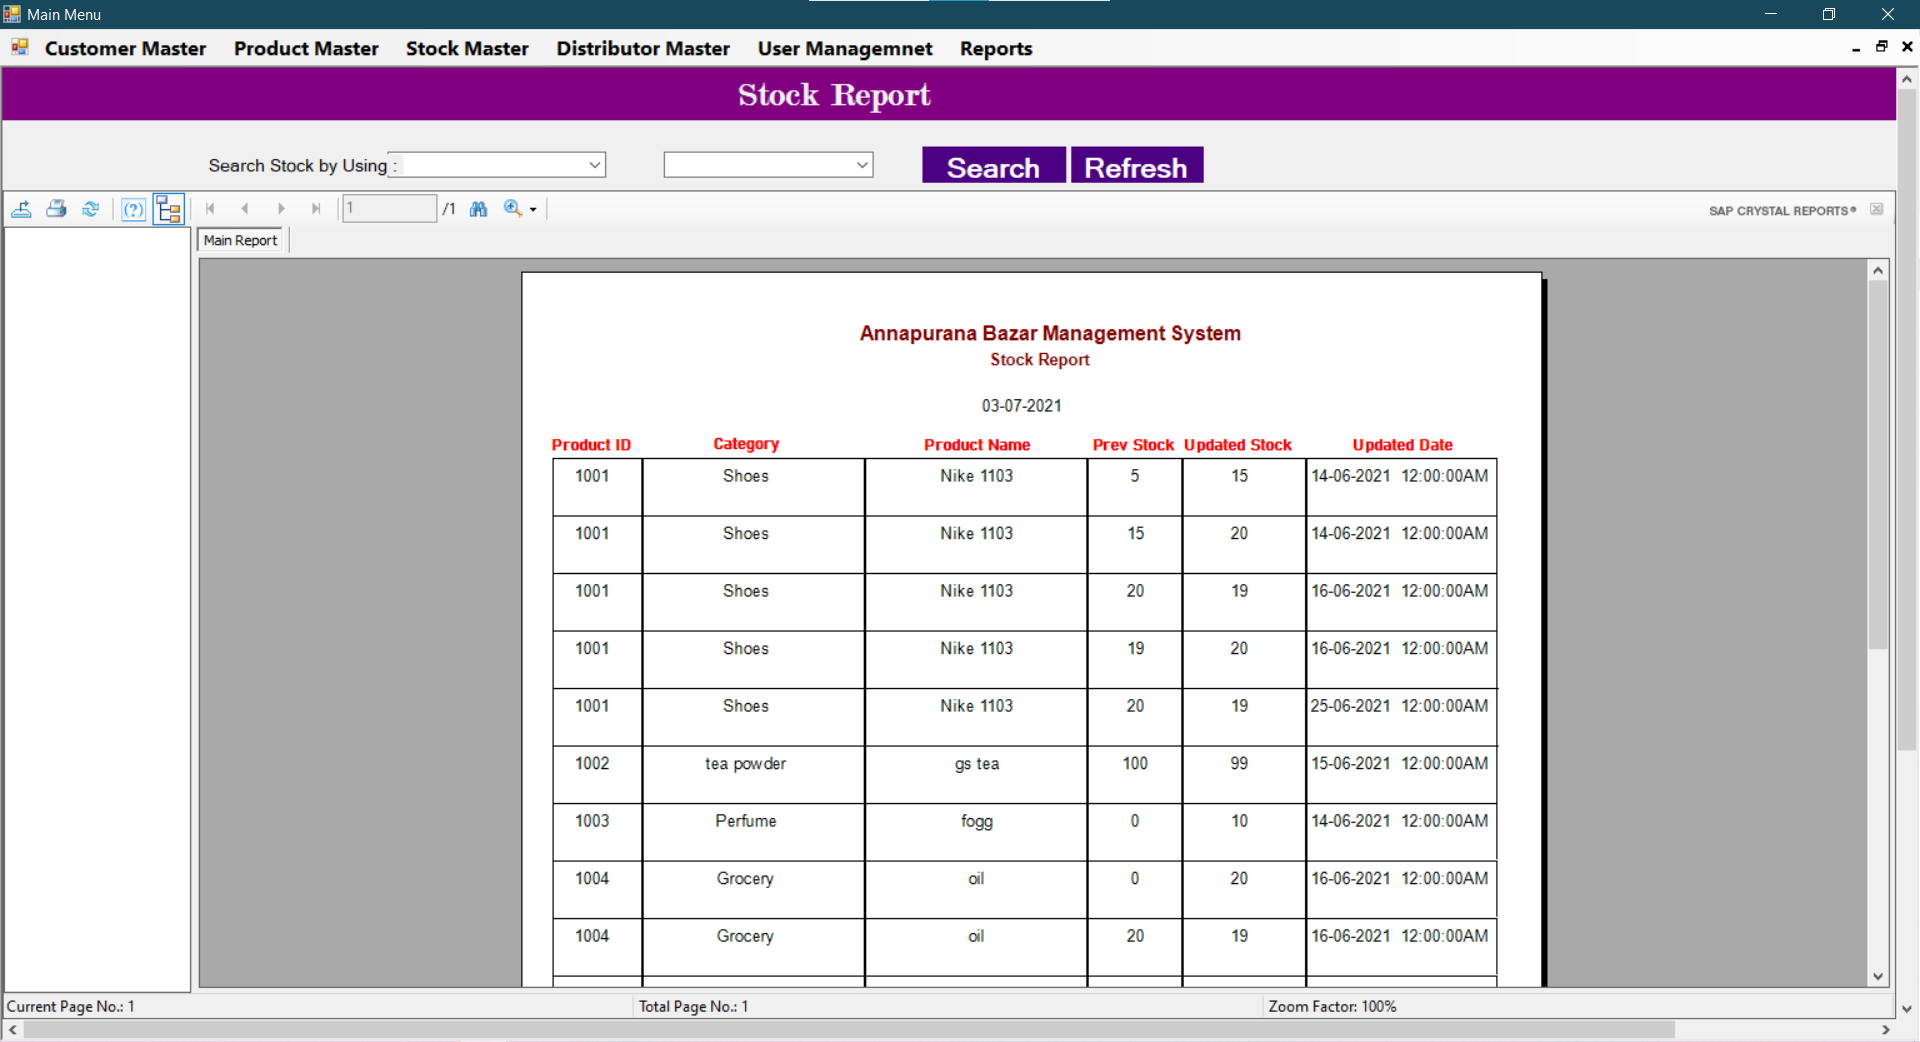 Main Menu
Customer Master Product Master Stock Master Distributor Master User Managemnet Reports
Stock Report
Search Stock by Using : Search Refresh
1 /1 SAP CRYSTAL REPORTS®
Main Report
Annapurana Bazar Management System
Stock Report
03-07-2021
Product ID Category Product Name Prev Stock Updated Stock Updated Date
1001 Shoes Nike 1103 5 15 14-06-2021 12:00:00AM
1001 Shoes Nike 1103 15 20 14-06-2021 12:00:00AM
1001 Shoes Nike 1103 20 19 16-06-2021 12:00:00AM
1001 Shoes Nike 1103 19 20 16-06-2021 12:00:00AM
1001 Shoes Nike 1103 20 19 25-06-2021 12:00:00AM
1002 tea powder gs tea 100 99 15-06-2021 12:00:00AM
1003 Perfume fogg 0 10 14-06-2021 12:00:00AM
1004 Grocery oil 0 20 16-06-2021 12:00:00AM
1004 Grocery oil 20 19 16-06-2021 12:00:00AM
Current Page No.: 1 Total Page No.: 1 Zoom Factor: 100%